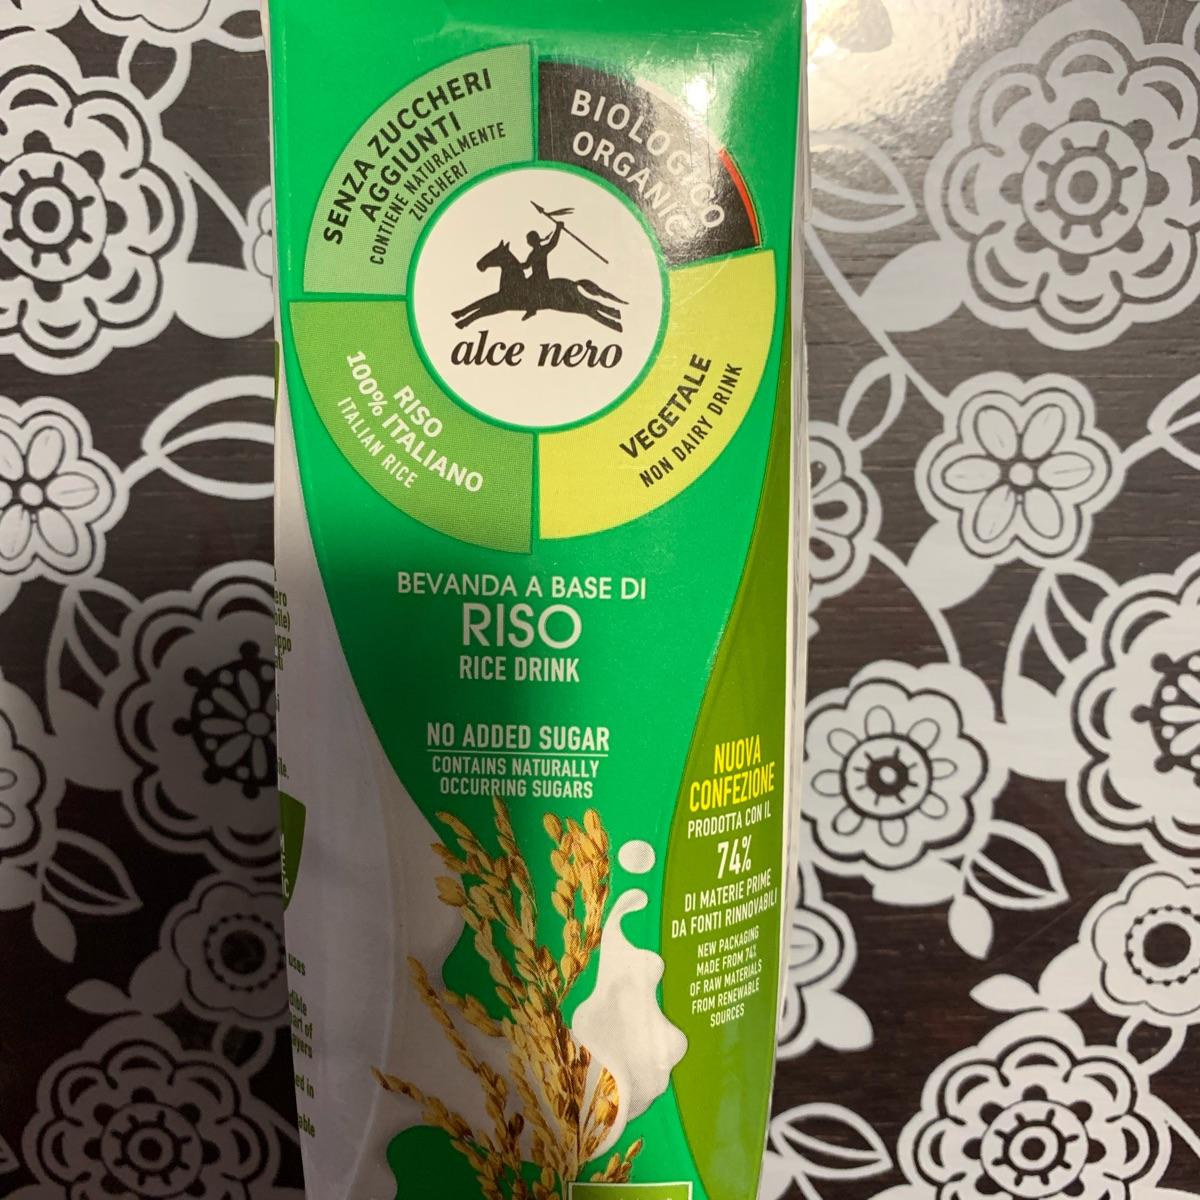 SENZA ZUCCHERI
AGGIUNTI
CONTIENE NATURALMENTE
ZUCCHERI
BIOLOGICO
ORGANIC
alce nero
RISO
100% ITALIANO
ITALIAN RICE
VEGETALE
NON DAIRY DRINK
BEVANDA A BASE DI
RISO
RICE DRINK
NO ADDED SUGAR
CONTAINS NATURALLY
OCCURRING SUGARS
NUOVA
CONFEZIONE
PRODOTTA CON IL
74%
DI MATERIE PRIME
DA FONTI RINNOVABILI
NEW PACKAGING
MADE FROM 74%
OF RAW MATERIALS
FROM RENEWABLE
SOURCES